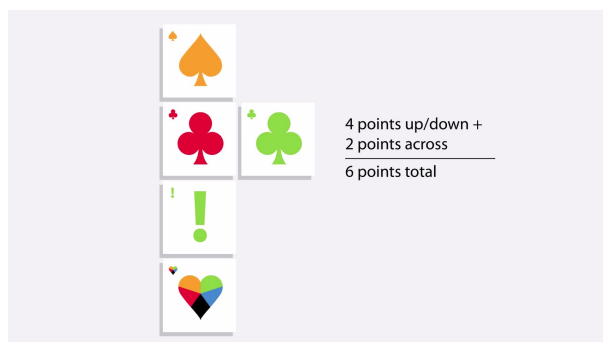 !
4 points up/down +
2 points across
6 points total